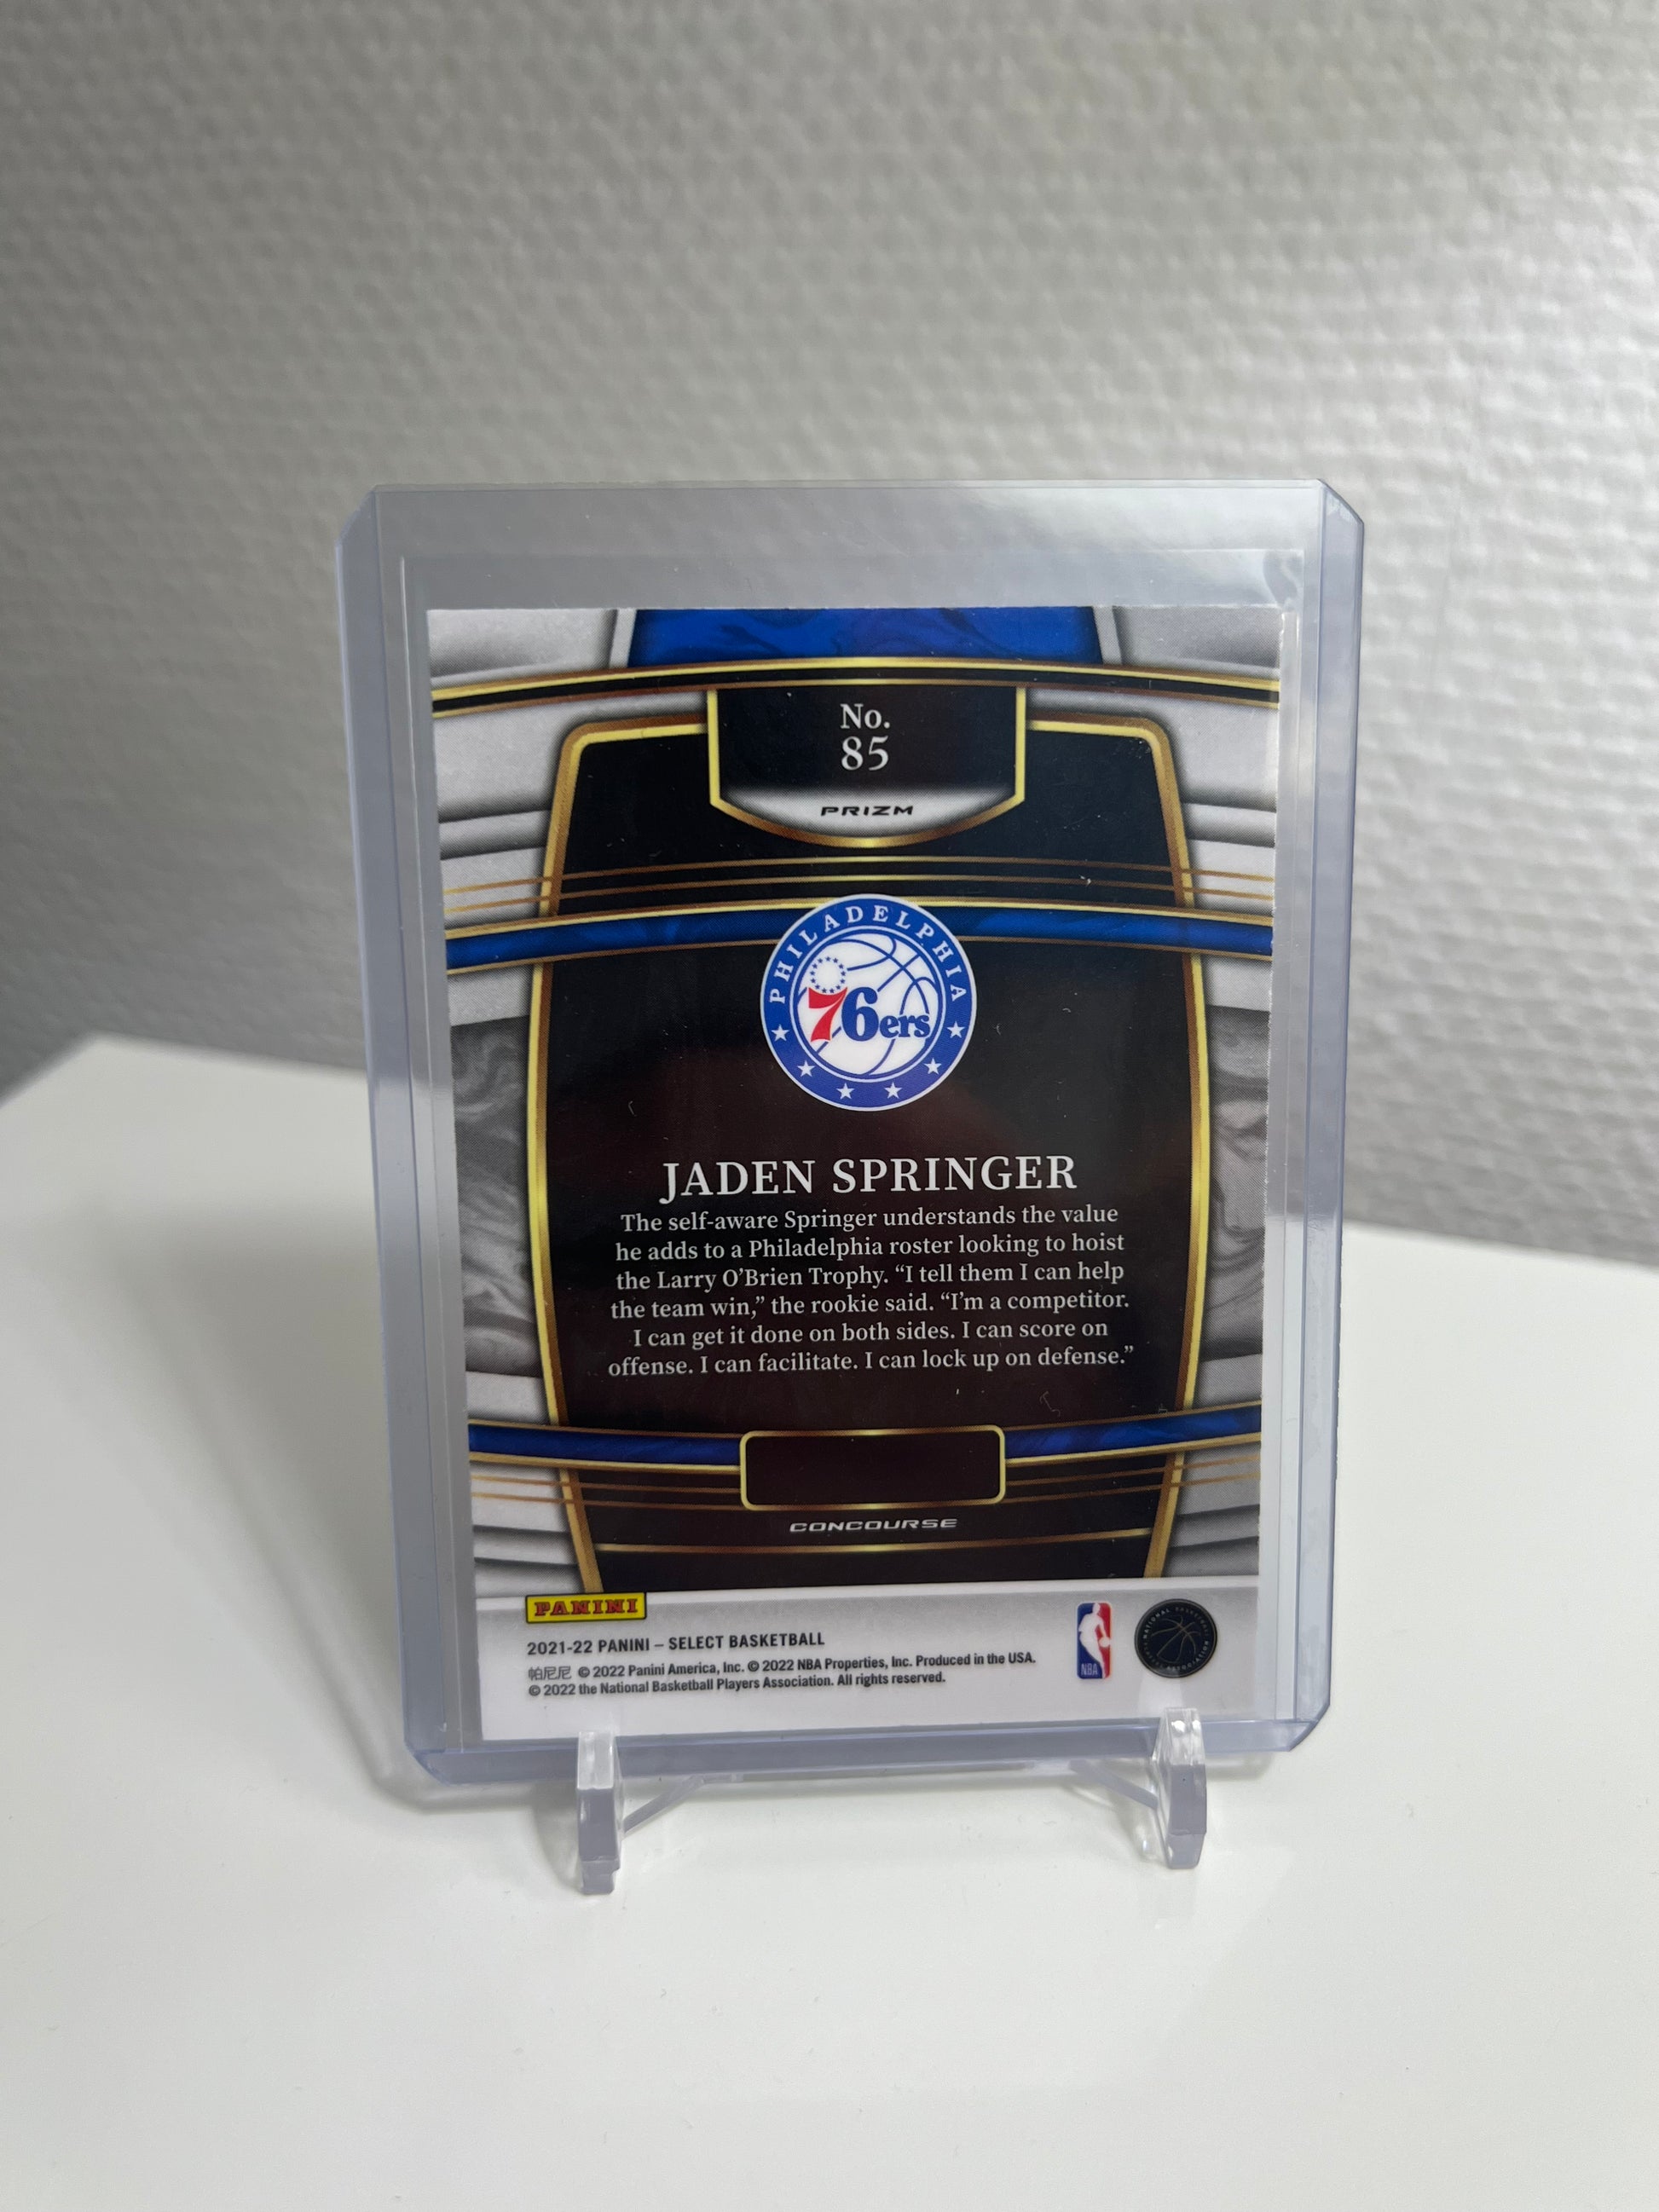 No.
85
PRIZM
PHILADELPHIA
76ers
JADEN SPRINGER
The self-aware Springer understands the value
he adds to a Philadelphia roster looking to hoist
the Larry O’Brien Trophy. “I tell them I can help
the team win,” the rookie said. “I’m a competitor.
I can get it done on both sides. I can score on
offense. I can facilitate. I can lock up on defense.”
CONCOURSE
PANINI
2021-22 PANINI – SELECT BASKETBALL
帕尼尼 © 2022 Panini America, Inc. © 2022 NBA Properties, Inc. Produced in the USA.
© 2022 the National Basketball Players Association. All rights reserved.
NBA